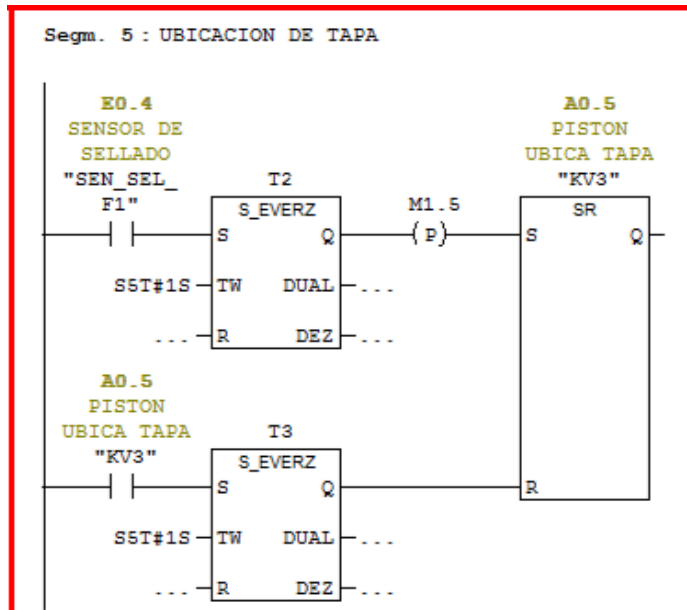 Segm. 5 : UBICACION DE TAPA
E0.4
SENSOR DE
SELLADO
"SEN_SEL_
F1"
T2
S_EVERZ
S Q
S5T#1S TW DUAL ...
... R DEZ ...
M1.5
(P)
A0.5
PISTON
UBICA TAPA
"KV3"
SR
S Q
R
A0.5
PISTON
UBICA TAPA
"KV3"
T3
S_EVERZ
S Q
S5T#1S TW DUAL ...
... R DEZ ...